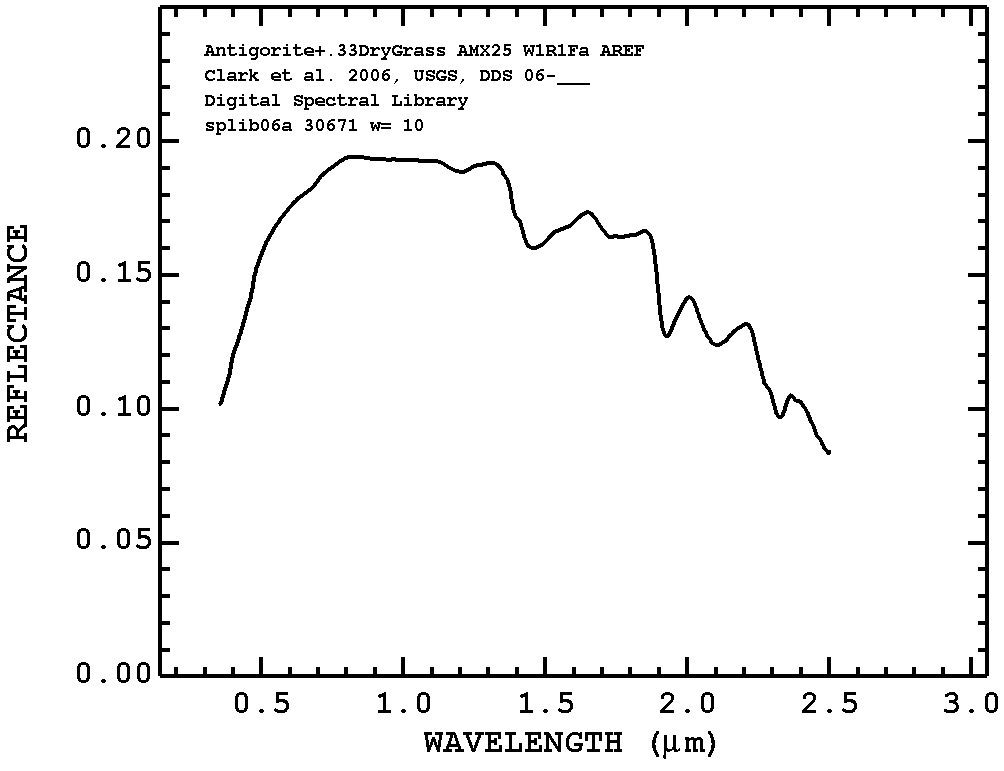 Antigorite+.33DryGrass AMX25 W1R1Fa AREF
Clark et al. 2006, USGS, DDS 06-___
Digital Spectral Library
splib06a 30671 w= 10
REFLECTANCE
0.20
0.15
0.10
0.05
0.00
0.5 1.0 1.5 2.0 2.5 3.0
WAVELENGTH (μm)